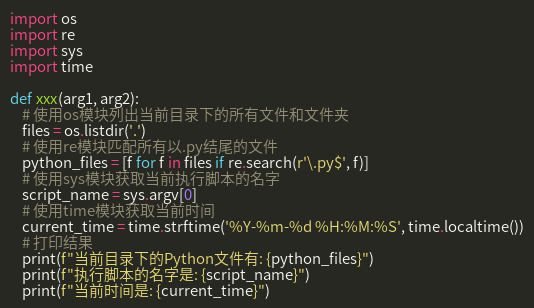 import os
import re
import sys
import time
def xxx(arg1, arg2):
# 使用os模块列出当前目录下的所有文件和文件夹
files = os.listdir('.')
# 使用re模块匹配所有以.py结尾的文件
python_files = [f for f in files if re.search(r'\.py$', f)]
# 使用sys模块获取当前执行脚本的名字
script_name = sys.argv[0]
# 使用time模块获取当前时间
current_time = time.strftime('%Y-%m-%d %H:%M:%S', time.localtime())
# 打印结果
print(f"当前目录下的Python文件有: {python_files}")
print(f"执行脚本的名字是: {script_name}")
print(f"当前时间是: {current_time}")